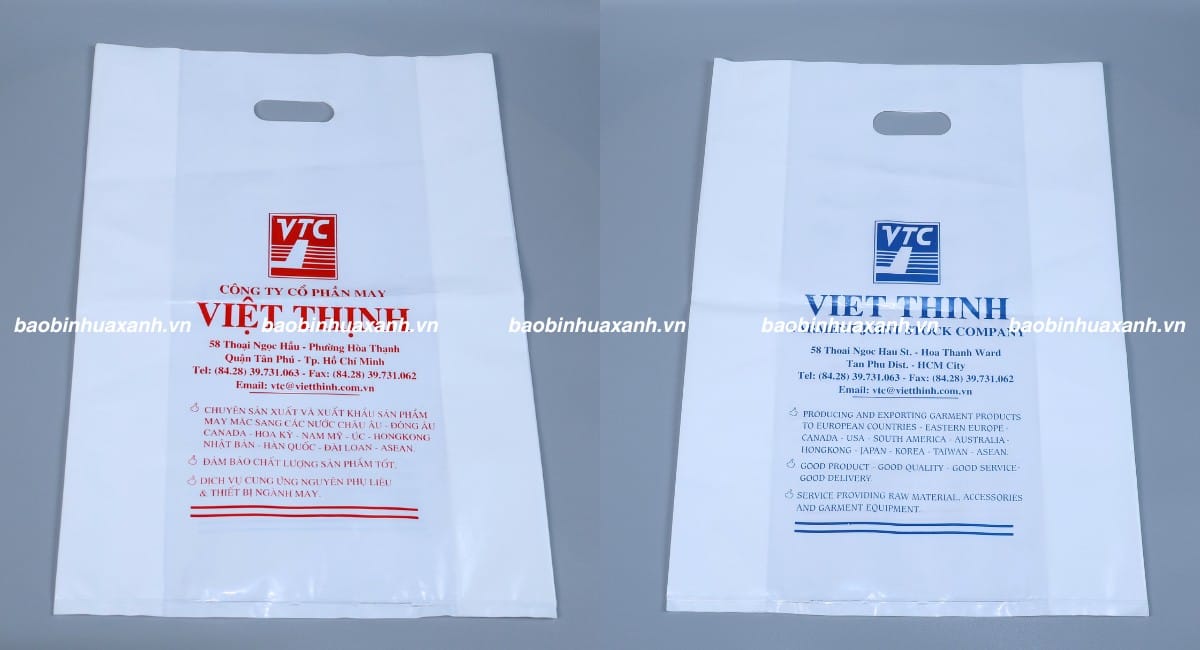 VTC
CÔNG TY CỔ PHẦN MAY
VIỆT THỊNH
58 Thoại Ngọc Hầu - Phường Hòa Thạnh
Quận Tân Phú - Tp. Hồ Chí Minh
Tel: (84.28) 39.731.063 - Fax: (84.28) 39.731.062
Email: vtc@vietthinh.com.vn
CHUYÊN SẢN XUẤT VÀ XUẤT KHẨU SẢN PHẨM
MAY MẶC SANG CÁC NƯỚC CHÂU ÂU - ĐÔNG ÂU
CANADA - HOA KỲ - NAM MỸ - ÚC - HONGKONG
NHẬT BẢN - HÀN QUỐC - ĐÀI LOAN - ASEAN.
ĐẢM BẢO CHẤT LƯỢNG SẢN PHẨM TỐT.
DỊCH VỤ CUNG ỨNG NGUYÊN PHỤ LIỆU
& THIẾT BỊ NGÀNH MAY.
VTC
VIET THINH
GARMENT JOINT STOCK COMPANY
58 Thoai Ngoc Hau St. - Hoa Thanh Ward
Tan Phu Dist. - HCM City
Tel: (84.28) 39.731.063 - Fax: (84.28) 39.731.062
Email: vtc@vietthinh.com.vn
PRODUCING AND EXPORTING GARMENT PRODUCTS
TO EUROPEAN COUNTRIES - EASTERN EUROPE -
CANADA - USA - SOUTH AMERICA - AUSTRALIA -
HONGKONG - JAPAN - KOREA - TAIWAN - ASEAN.
GOOD PRODUCT - GOOD QUALITY - GOOD SERVICE-
GOOD DELIVERY.
SERVICE PROVIDING RAW MATERIAL, ACCESSORIES
AND GARMENT EQUIPMENT.
baobinhuaxanh.vn baobinhuaxanh.vn baobinhuaxanh.vn baobinhuaxanh.vn baobinhuaxanh.vn